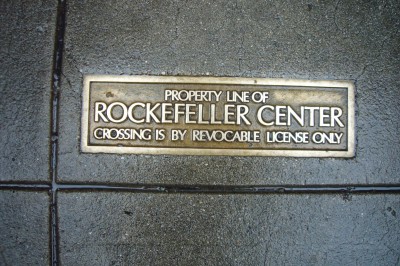 PROPERTY LINE OF
ROCKEFELLER CENTER
CROSSING IS BY REVOCABLE LICENSE ONLY